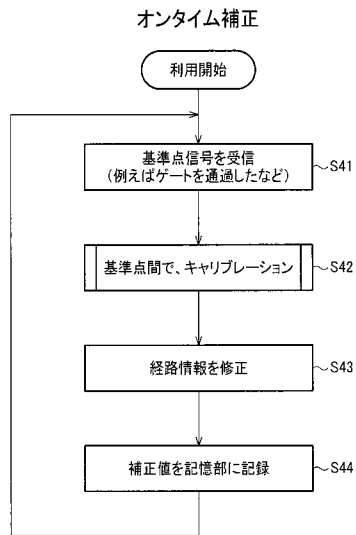 オンタイム補正
利用開始
基準点信号を受信
(例えばゲートを通過したなど)
S41
基準点間で、キャリブレーション
S42
経路情報を修正
S43
補正値を記憶部に記録
S44